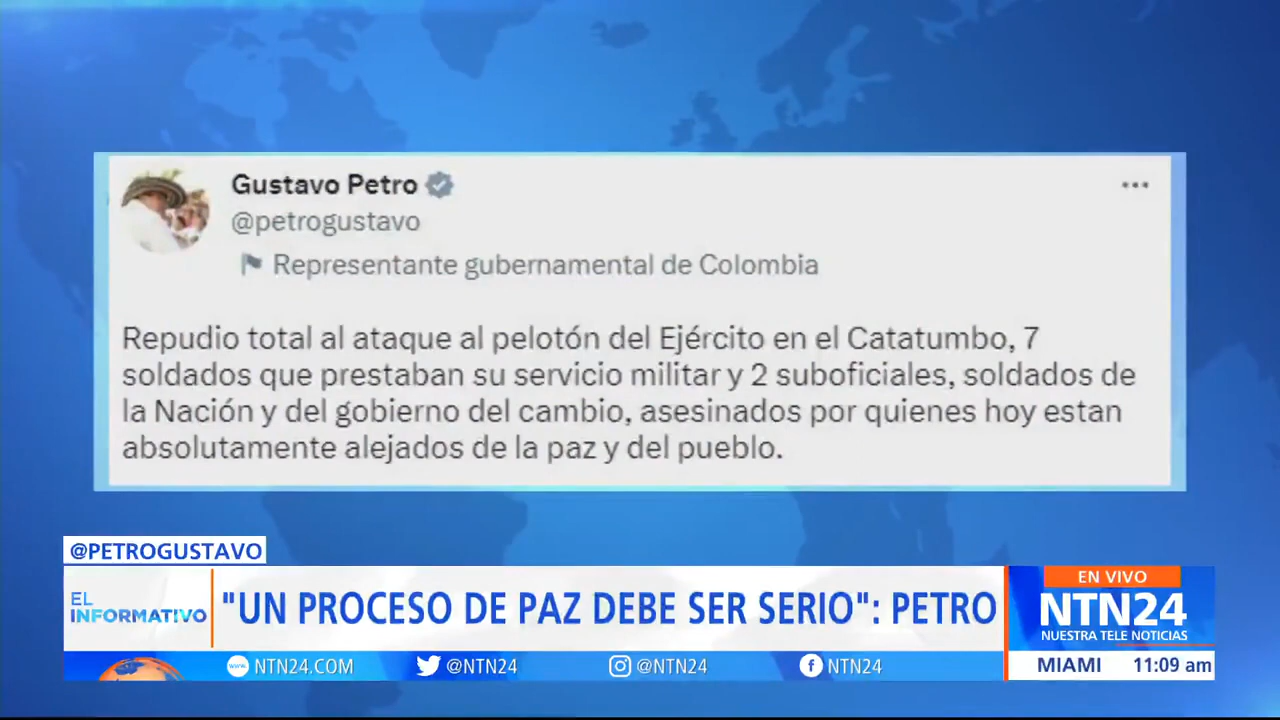 Gustavo Petro
@petrogustavo
Representante gubernamental de Colombia
Repudio total al ataque al pelotón del Ejército en el Catatumbo, 7
soldados que prestaban su servicio militar y 2 suboficiales, soldados de
la Nación y del gobierno del cambio, asesinados por quienes hoy estan
absolutamente alejados de la paz y del pueblo.
@PETROGUSTAVO
EL
INFORMATIVO
"UN PROCESO DE PAZ DEBE SER SERIO": PETRO
EN VIVO
NTN24
NUESTRA TELE NOTICIAS
NTN24.COM
@NTN24
@NTN24
NTN24
MIAMI 11:09 am